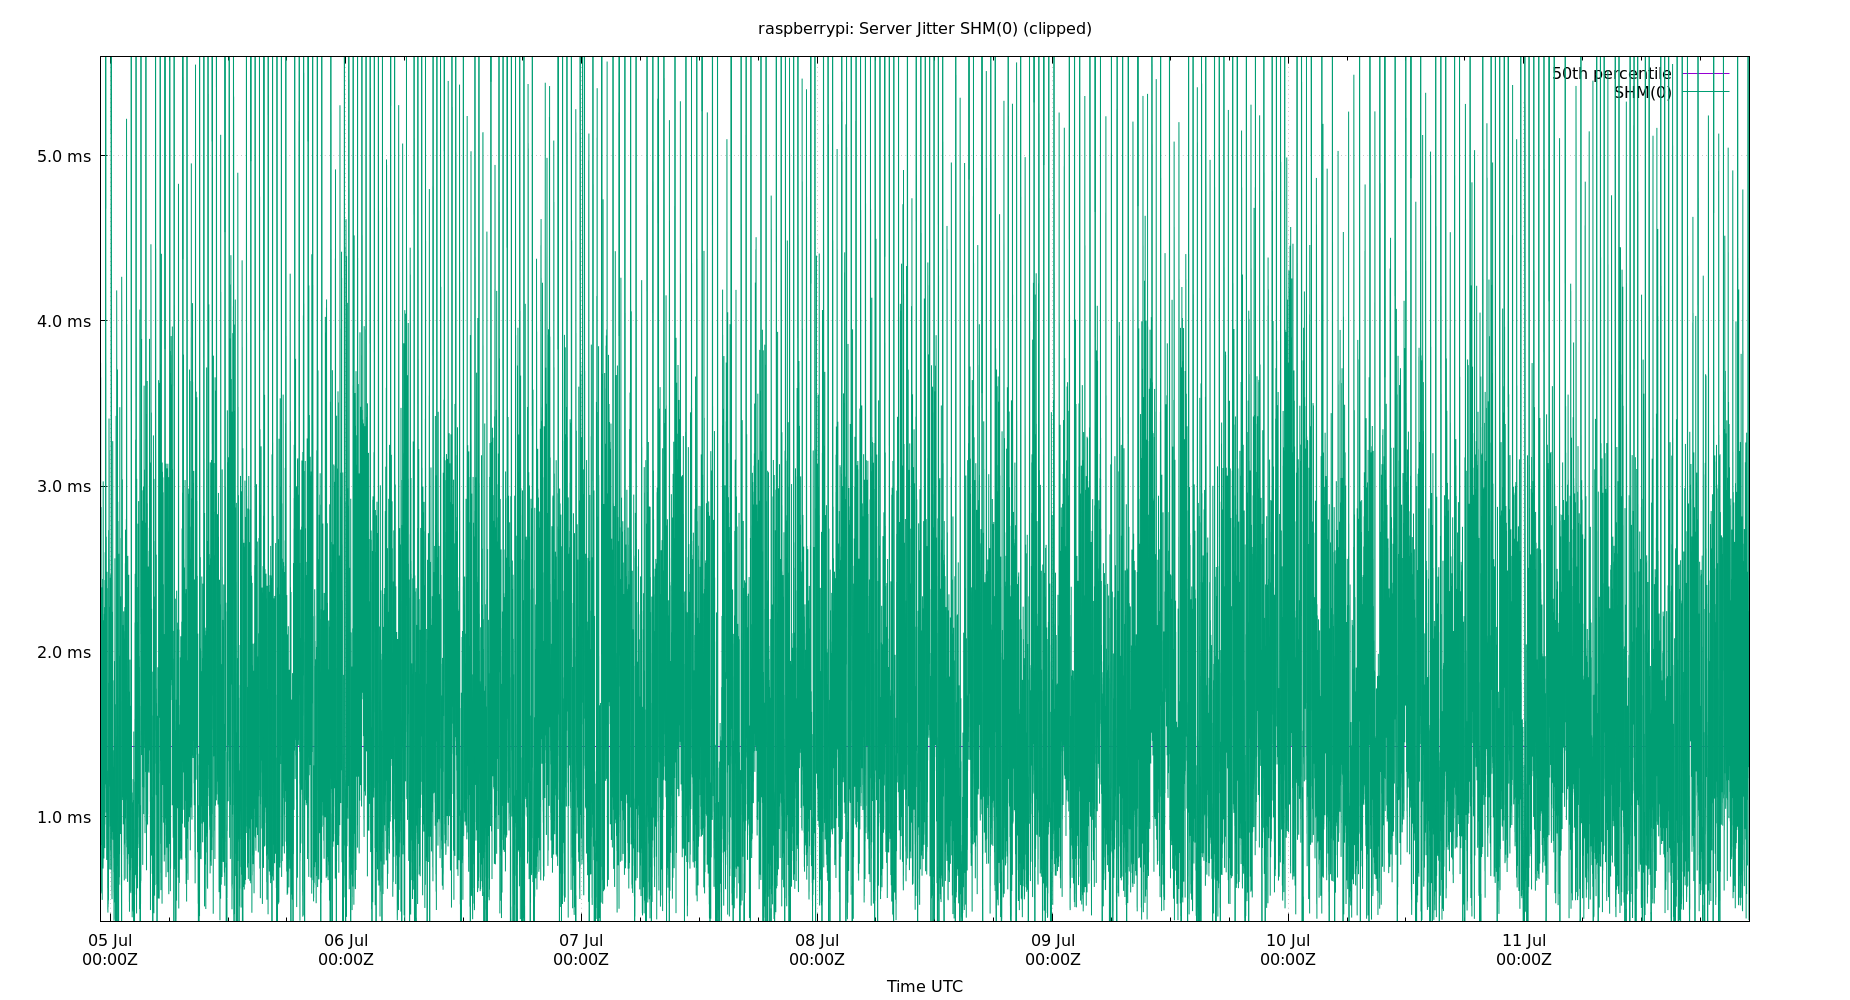 raspberrypi: Server Jitter SHM(0) (clipped)
50th percentile
SHM(0)
5.0 ms
4.0 ms
3.0 ms
2.0 ms
1.0 ms
05 Jul 06 Jul 07 Jul 08 Jul 09 Jul 10 Jul 11 Jul
00:00Z 00:00Z 00:00Z 00:00Z 00:00Z 00:00Z 00:00Z
Time UTC